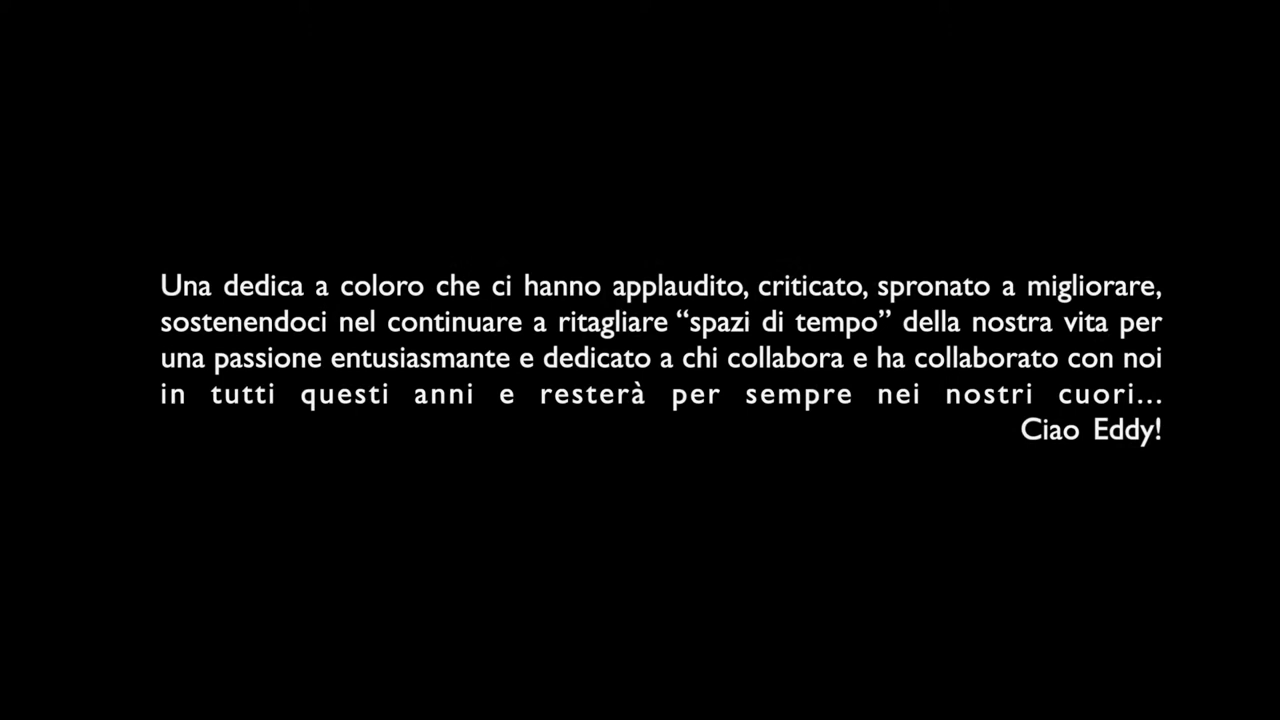 Una dedica a coloro che ci hanno applaudito, criticato, spronato a migliorare,
sostenendoci nel continuare a ritagliare “spazi di tempo” della nostra vita per
una passione entusiasmante e dedicato a chi collabora e ha collaborato con noi
in tutti questi anni e resterà per sempre nei nostri cuori...
Ciao Eddy!